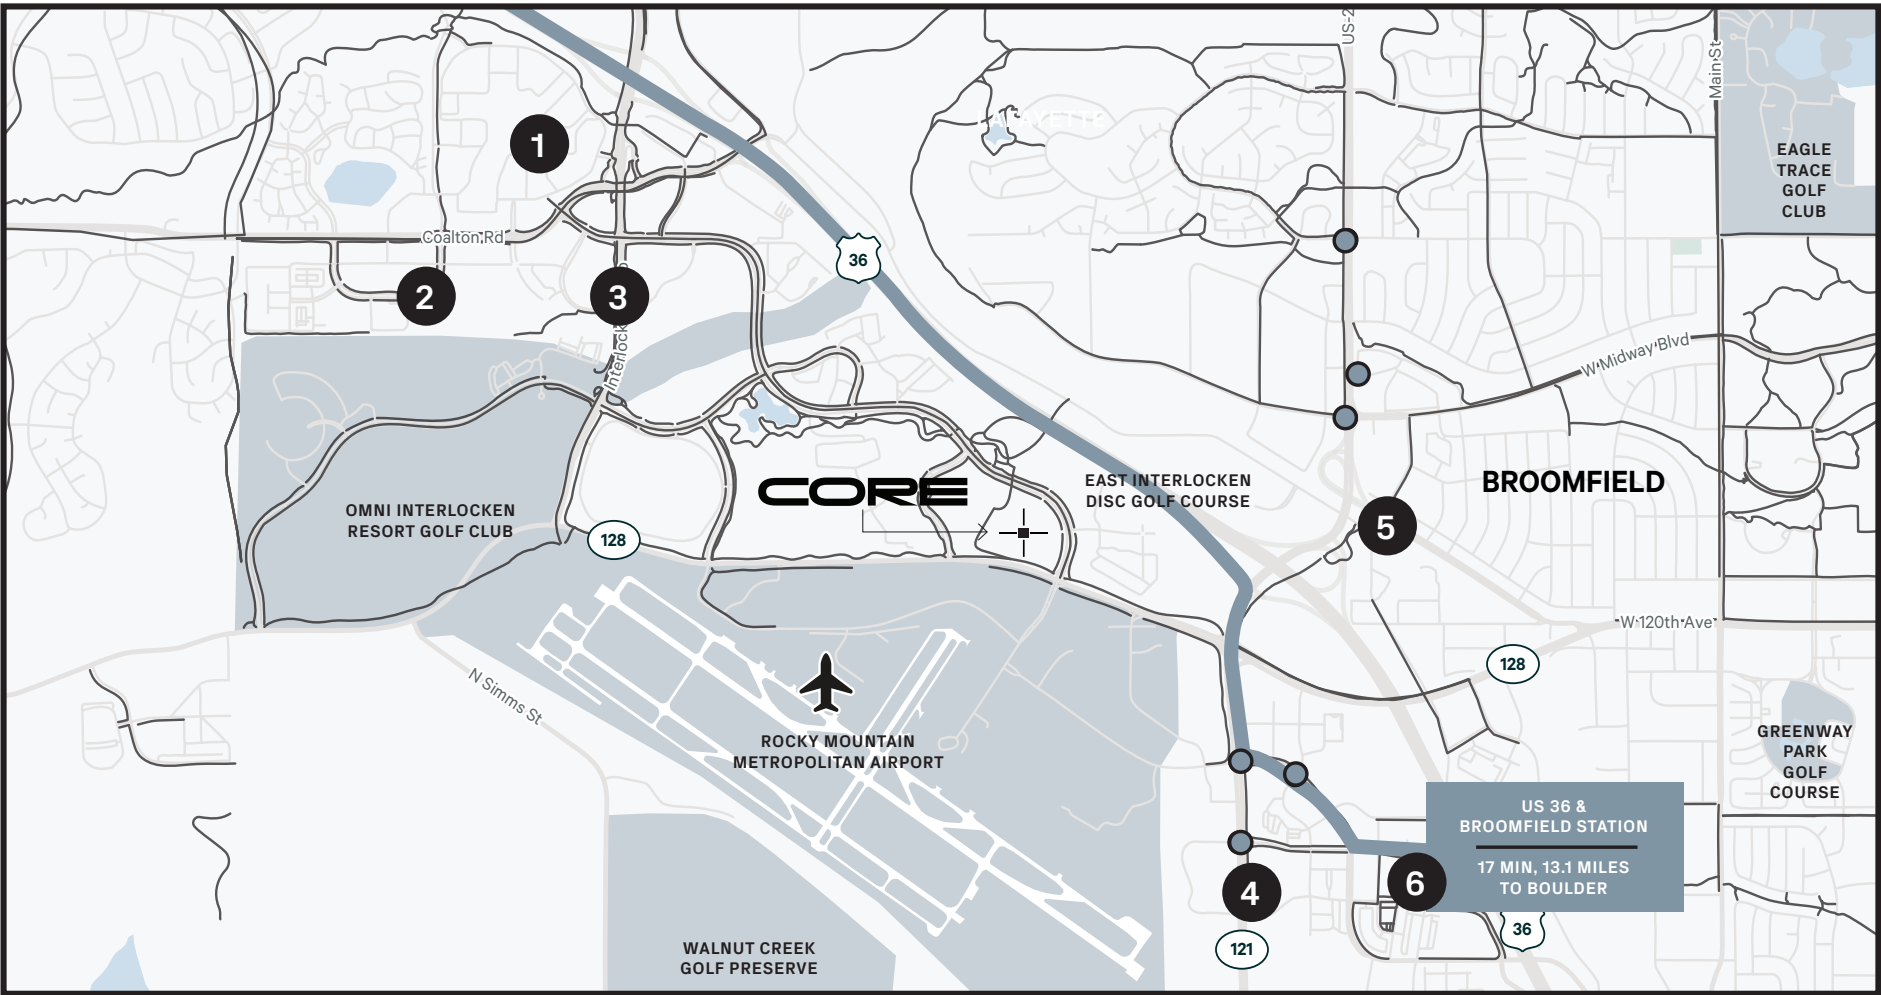 US-2
Main St
LAFAYETTE
1
EAGLE
TRACE
GOLF
CLUB
Coalton Rd
36
2
3
Interlock
W Midway Blvd
CORE
EAST INTERLOCKEN
DISC GOLF COURSE
BROOMFIELD
OMNI INTERLOCKEN
RESORT GOLF CLUB
128
5
W 120th Ave
128
N Simms St
ROCKY MOUNTAIN
METROPOLITAN AIRPORT
GREENWAY
PARK
GOLF
COURSE
US 36 &
BROOMFIELD STATION
17 MIN, 13.1 MILES
TO BOULDER
4
6
36
121
WALNUT CREEK
GOLF PRESERVE